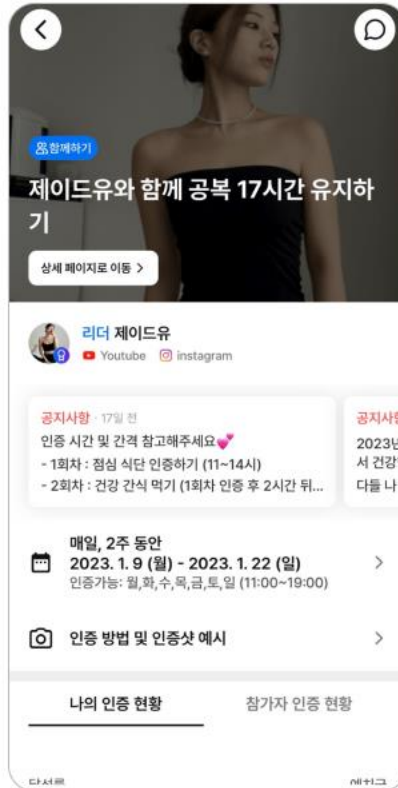 함께하기
제이드유와 함께 공복 17시간 유지하
기
상세 페이지로 이동 >
리더 제이드유
Youtube instagram
공지사항 · 17일 전
인증 시간 및 간격 참고해주세요💕
- 1회차 : 점심 식단 인증하기 (11~14시)
- 2회차 : 건강 간식 먹기 (1회차 인증 후 2시간 뒤...
공지사항
2023년
서 건강
다들 나
매일, 2주 동안
2023. 1. 9 (월) - 2023. 1. 22 (일)
인증가능: 월,화,수,목,금,토,일 (11:00~19:00)
인증 방법 및 인증샷 예시
나의 인증 현황 참가자 인증 현황